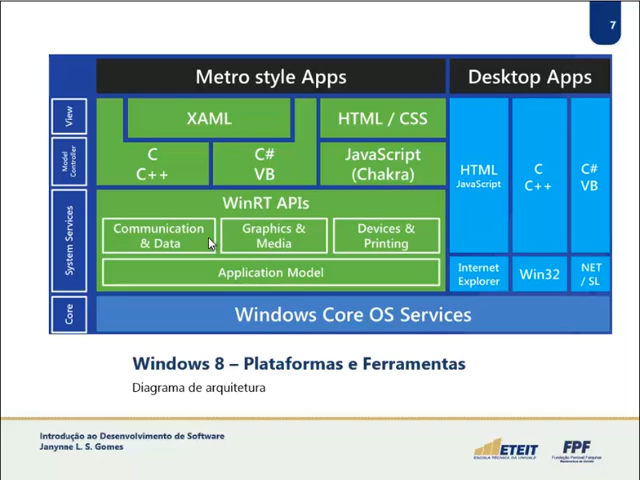 7
Metro style Apps
Desktop Apps
View
Model
Controller
System Services
Core
XAML
HTML / CSS
C
C++
C#
VB
JavaScript
(Chakra)
WinRT APIs
Communication
& Data
Graphics &
Media
Devices &
Printing
Application Model
HTML
JavaScript
C
C++
C#
VB
Internet
Explorer
Win32
NET
/ SL
Windows Core OS Services
Windows 8 – Plataformas e Ferramentas
Diagrama de arquitetura
Introdução ao Desenvolvimento de Software
Janynne L. S. Gomes
ETEIT
FPF